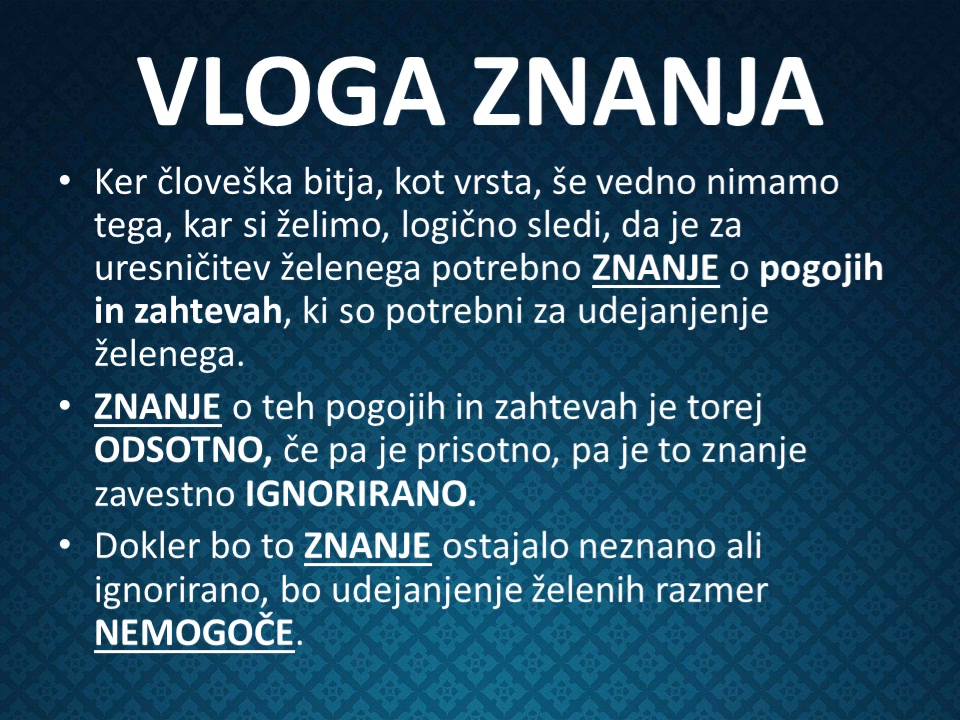 VLOGA ZNANJA
• Ker človeška bitja, kot vrsta, še vedno nimamo
tega, kar si želimo, logično sledi, da je za
uresničitev želenega potrebno ZNANJE o pogojih
in zahtevah, ki so potrebni za udejanjenje
želenega.
• ZNANJE o teh pogojih in zahtevah je torej
ODSOTNO, če pa je prisotno, pa je to znanje
zavestno IGNORIRANO.
• Dokler bo to ZNANJE ostajalo neznano ali
ignorirano, bo udejanjenje želenih razmer
NEMOGOČE.